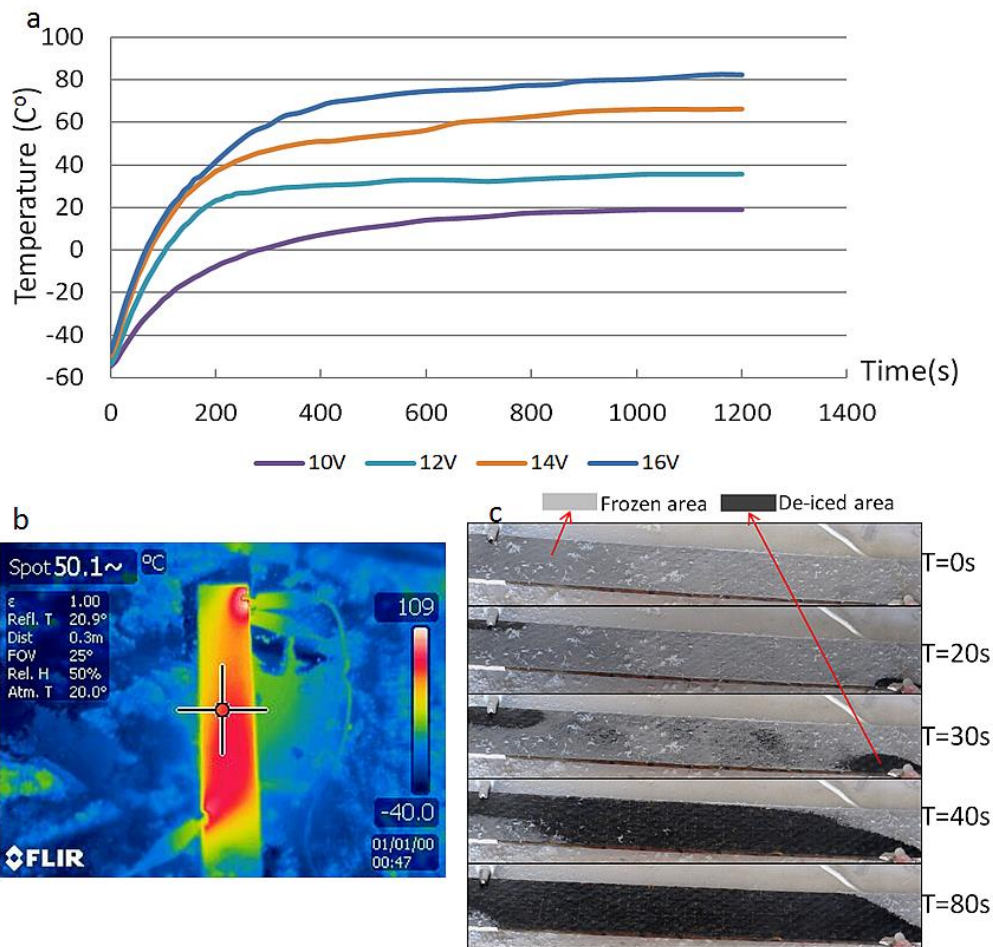 a
100
80
60
40
20
0
-20
-40
-60
Temperature (C°)
0 200 400 600 800 1000 1200 1400
Time(s)
10V 12V 14V 16V
b
Spot 50.1~ °C
ε 1.00
Refl. T 20.9°
Dist 0.3m
FOV 25°
Rel. H 50%
Atm. T 20.0°
109
-40.0
01/01/00
00:47
FLIR
c
Frozen area De-iced area
T=0s
T=20s
T=30s
T=40s
T=80s